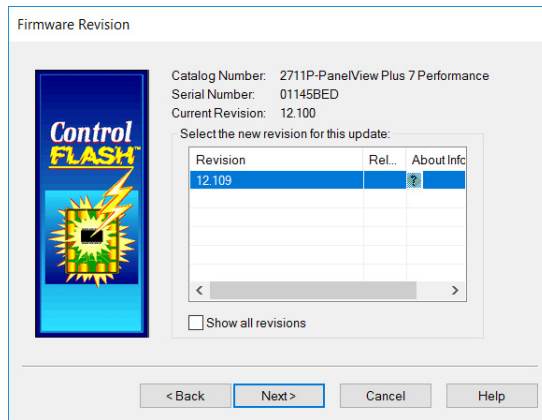 Firmware Revision
Control
FLASH™
Catalog Number: 2711P-PanelView Plus 7 Performance
Serial Number: 01145BED
Current Revision: 12.100
Select the new revision for this update:
Revision Rel... About Info
12.109 ?
Show all revisions
< Back Next > Cancel Help